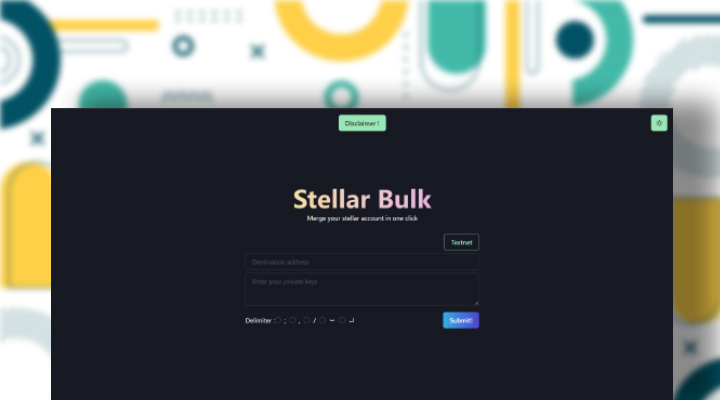 Disclaimer !
Stellar Bulk
Merge your stellar account in one click
Testnet
Destination address
Enter your private keys
Delimiter : ; , / ↵
Submit!